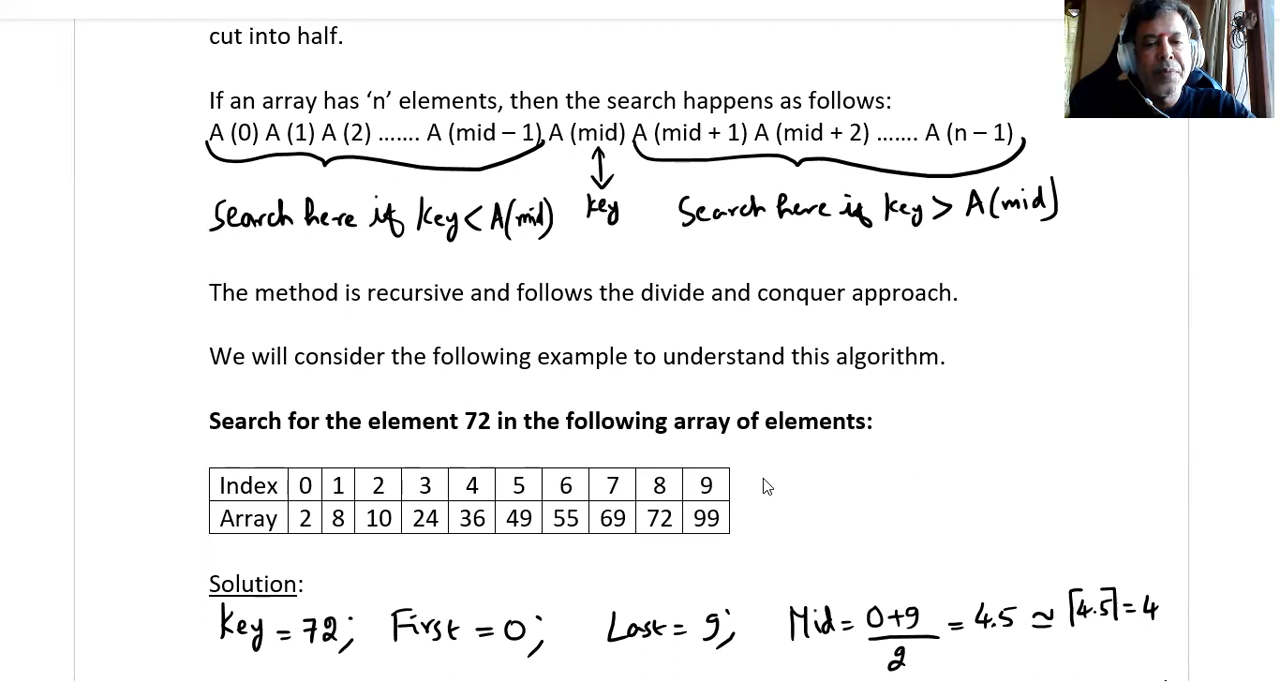 cut into half.
If an array has ‘n’ elements, then the search happens as follows:
A (0) A (1) A (2) ....... A (mid – 1) A (mid) A (mid + 1) A (mid + 2) ....... A (n – 1)
Search here if key < A(mid) key Search here if key > A(mid)
The method is recursive and follows the divide and conquer approach.
We will consider the following example to understand this algorithm.
Search for the element 72 in the following array of elements:
Index 0 1 2 3 4 5 6 7 8 9
Array 2 8 10 24 36 49 55 69 72 99
Solution:
Key = 72; First = 0; Last = 9; Mid = 0+9/2 = 4.5 ≃ ⌈4.5⌉ = 4